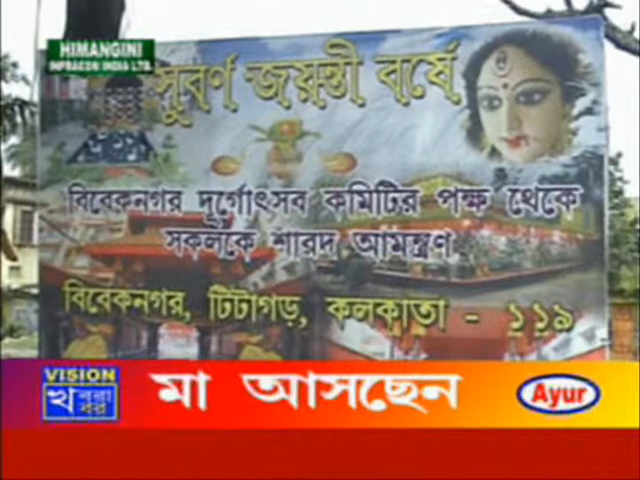 HIMANGINI
INFRACON INDIA LTD.
সুবর্ণ জয়ন্তী বর্ষে
বিবেকনগর দূর্গোৎসব কমিটির পক্ষ থেকে
সকলকে শারদ আমন্ত্রণ
বিবেকনগর, টিটাগড়, কলকাতা - ১১৯
VISION
খবরা খবর
মা আসছেন
Ayur